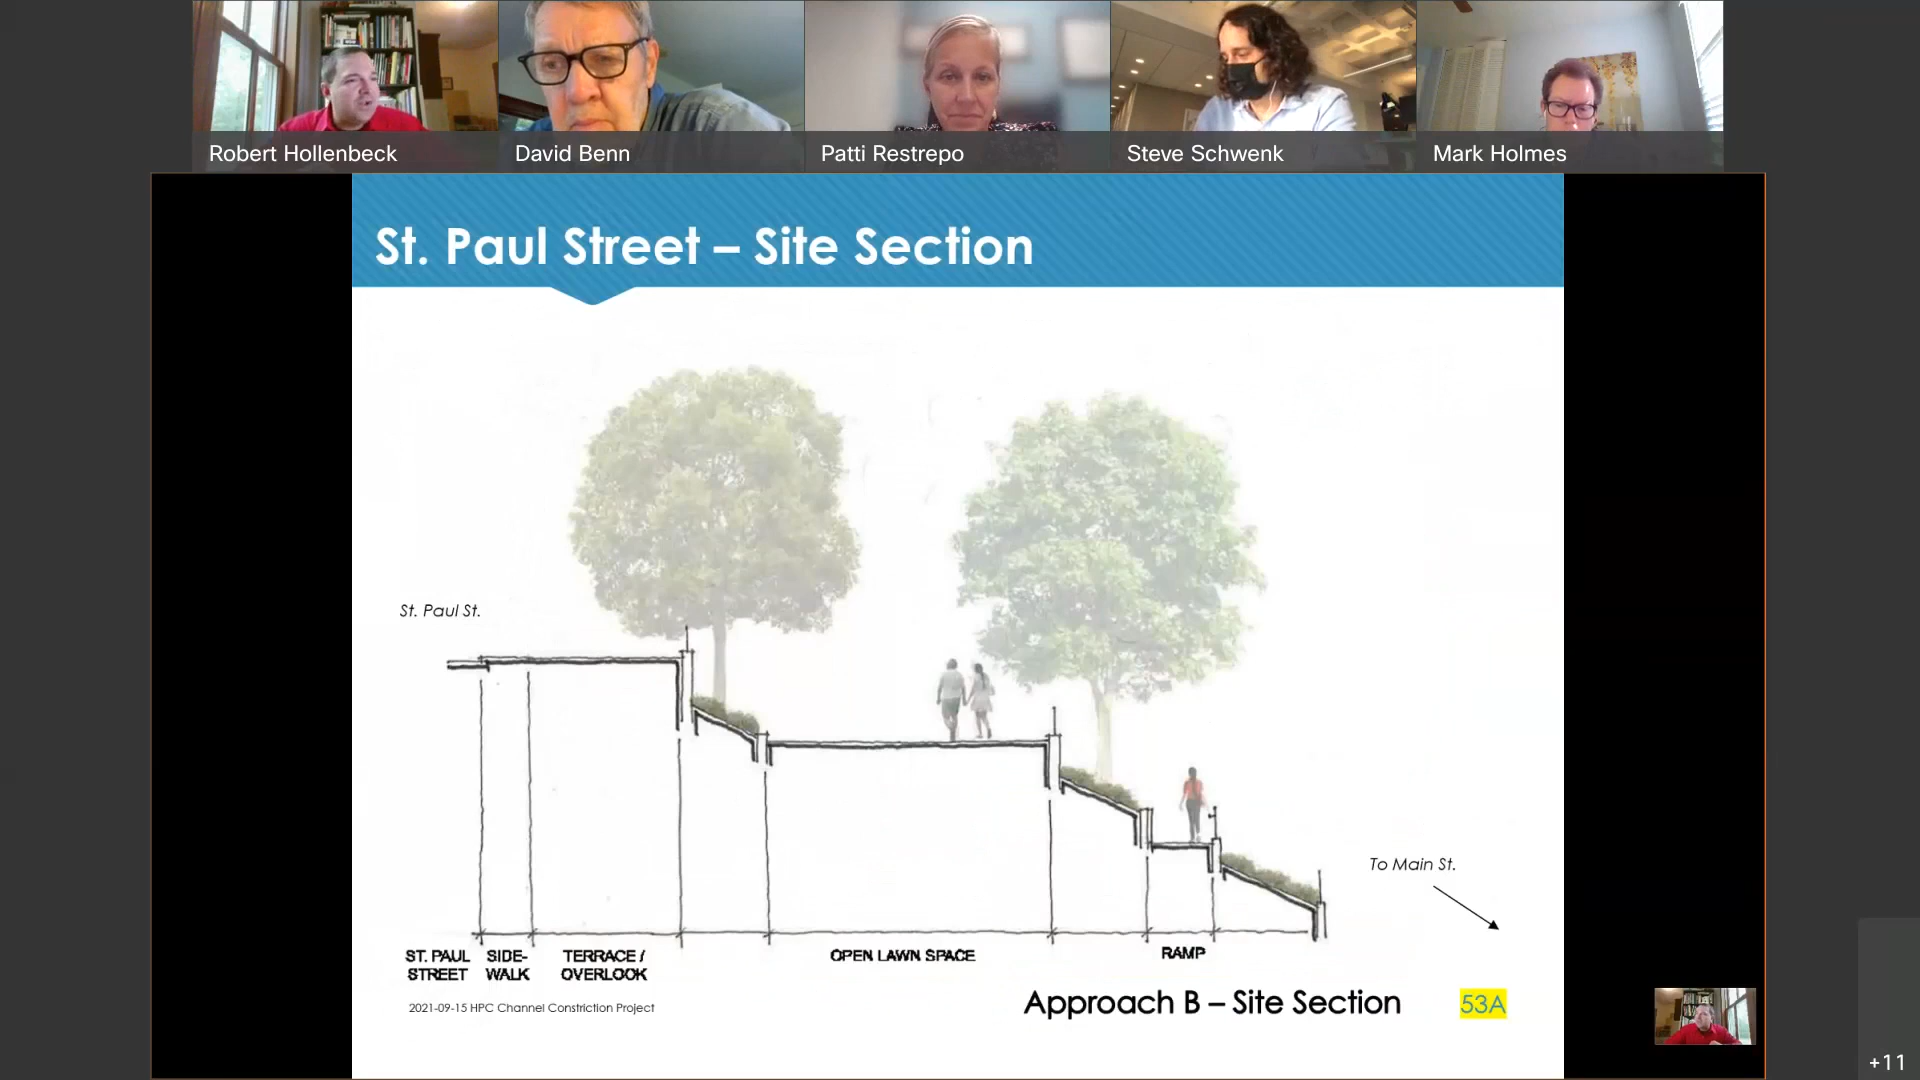 Robert Hollenbeck
David Benn
Patti Restrepo
Steve Schwenk
Mark Holmes
St. Paul Street – Site Section
St. Paul St.
To Main St.
ST. PAUL
STREET
SIDE-
WALK
TERRACE /
OVERLOOK
OPEN LAWN SPACE
RAMP
2021-09-15 HPC Channel Constriction Project
Approach B – Site Section
53A
+11